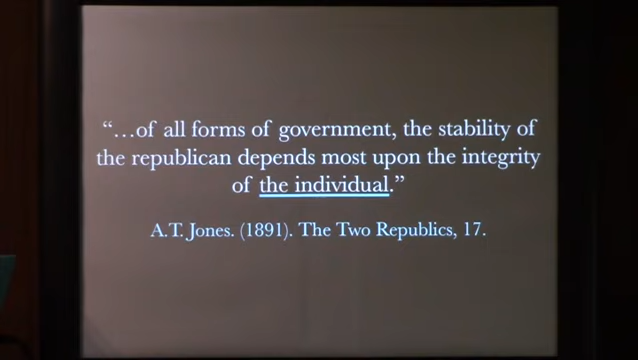 “…of all forms of government, the stability of
the republican depends most upon the integrity
of the individual.”
A.T. Jones. (1891). The Two Republics, 17.